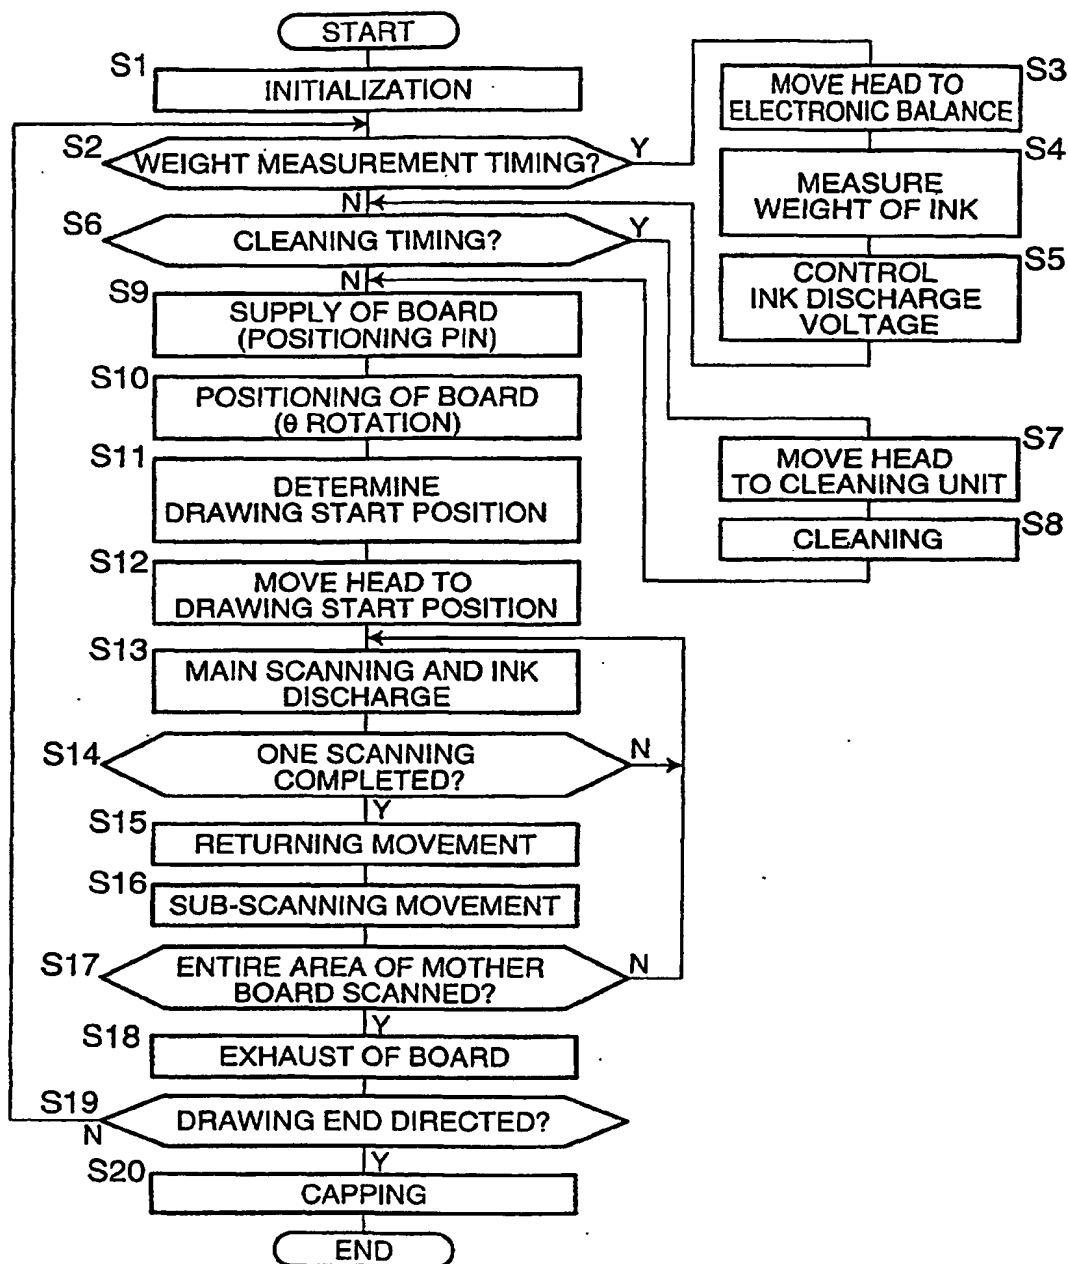 START
S1
INITIALIZATION
S2
WEIGHT MEASUREMENT TIMING?
Y
N
S3
MOVE HEAD TO
ELECTRONIC BALANCE
S4
MEASURE
WEIGHT OF INK
S5
CONTROL
INK DISCHARGE
VOLTAGE
S6
CLEANING TIMING?
Y
N
S7
MOVE HEAD
TO CLEANING UNIT
S8
CLEANING
S9
SUPPLY OF BOARD
(POSITIONING PIN)
S10
POSITIONING OF BOARD
(θ ROTATION)
S11
DETERMINE
DRAWING START POSITION
S12
MOVE HEAD TO
DRAWING START POSITION
S13
MAIN SCANNING AND INK
DISCHARGE
S14
ONE SCANNING
COMPLETED?
N
Y
S15
RETURNING MOVEMENT
S16
SUB-SCANNING MOVEMENT
S17
ENTIRE AREA OF MOTHER
BOARD SCANNED?
N
Y
S18
EXHAUST OF BOARD
S19
DRAWING END DIRECTED?
N
Y
S20
CAPPING
END